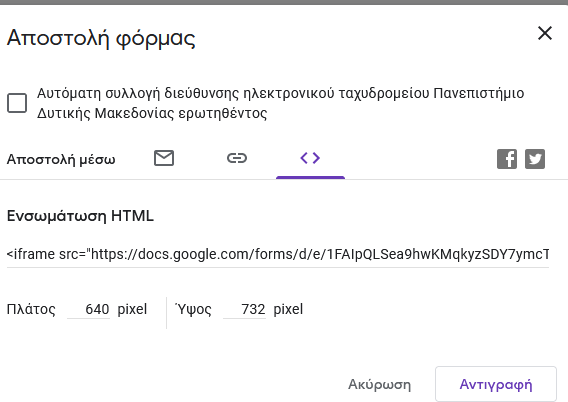 Αποστολή φόρμας
Αυτόματη συλλογή διεύθυνσης ηλεκτρονικού ταχυδρομείου Πανεπιστήμιο
Δυτικής Μακεδονίας ερωτηθέντος
Αποστολή μέσω
Ενσωμάτωση HTML
<iframe src="https://docs.google.com/forms/d/e/1FAIpQLSea9hwKMqkyzSDY7ymcT
Πλάτος 640 pixel Ύψος 732 pixel
Ακύρωση Αντιγραφή